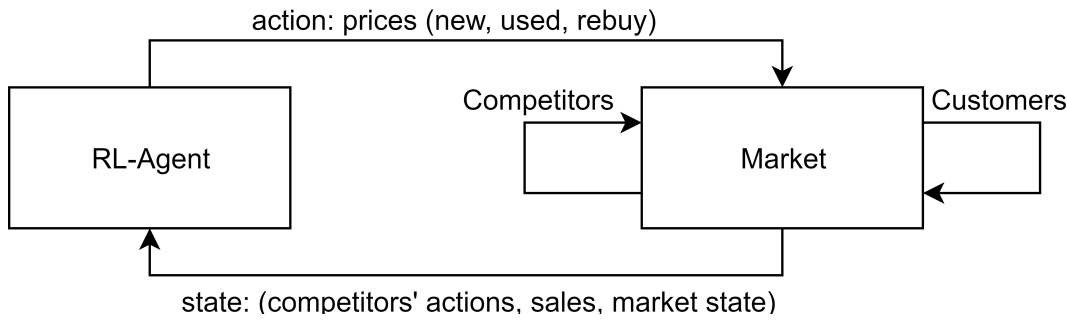 action: prices (new, used, rebuy)
Competitors
Customers
RL-Agent
Market
state: (competitors' actions, sales, market state)